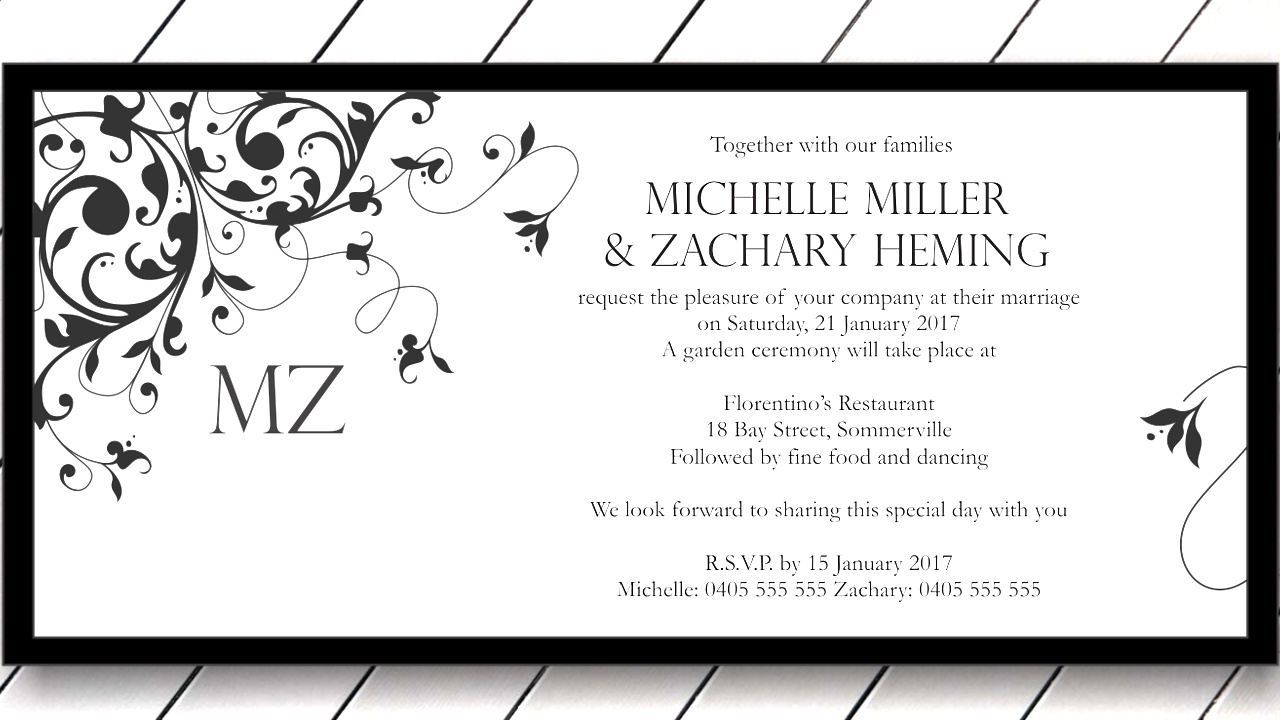 Together with our families
MICHELLE MILLER
& ZACHARY HEMING
request the pleasure of your company at their marriage
on Saturday, 21 January 2017
A garden ceremony will take place at
Florentino’s Restaurant
18 Bay Street, Sommerville
Followed by fine food and dancing
We look forward to sharing this special day with you
R.S.V.P. by 15 January 2017
Michelle: 0405 555 555 Zachary: 0405 555 555
MZ